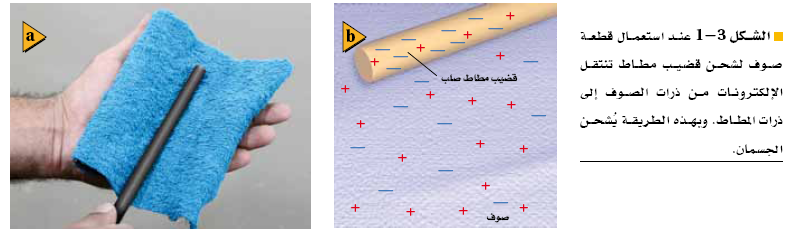 a
b
قضيب مطاط صلب
صوف
■ الشكل 3–1 عند استعمال قطعة
صوف لشحن قضيب مطاط تنتقل
الإلكترونات من ذرات الصوف إلى
ذرات المطاط. وبهذه الطريقة يُشحن
الجسمان.